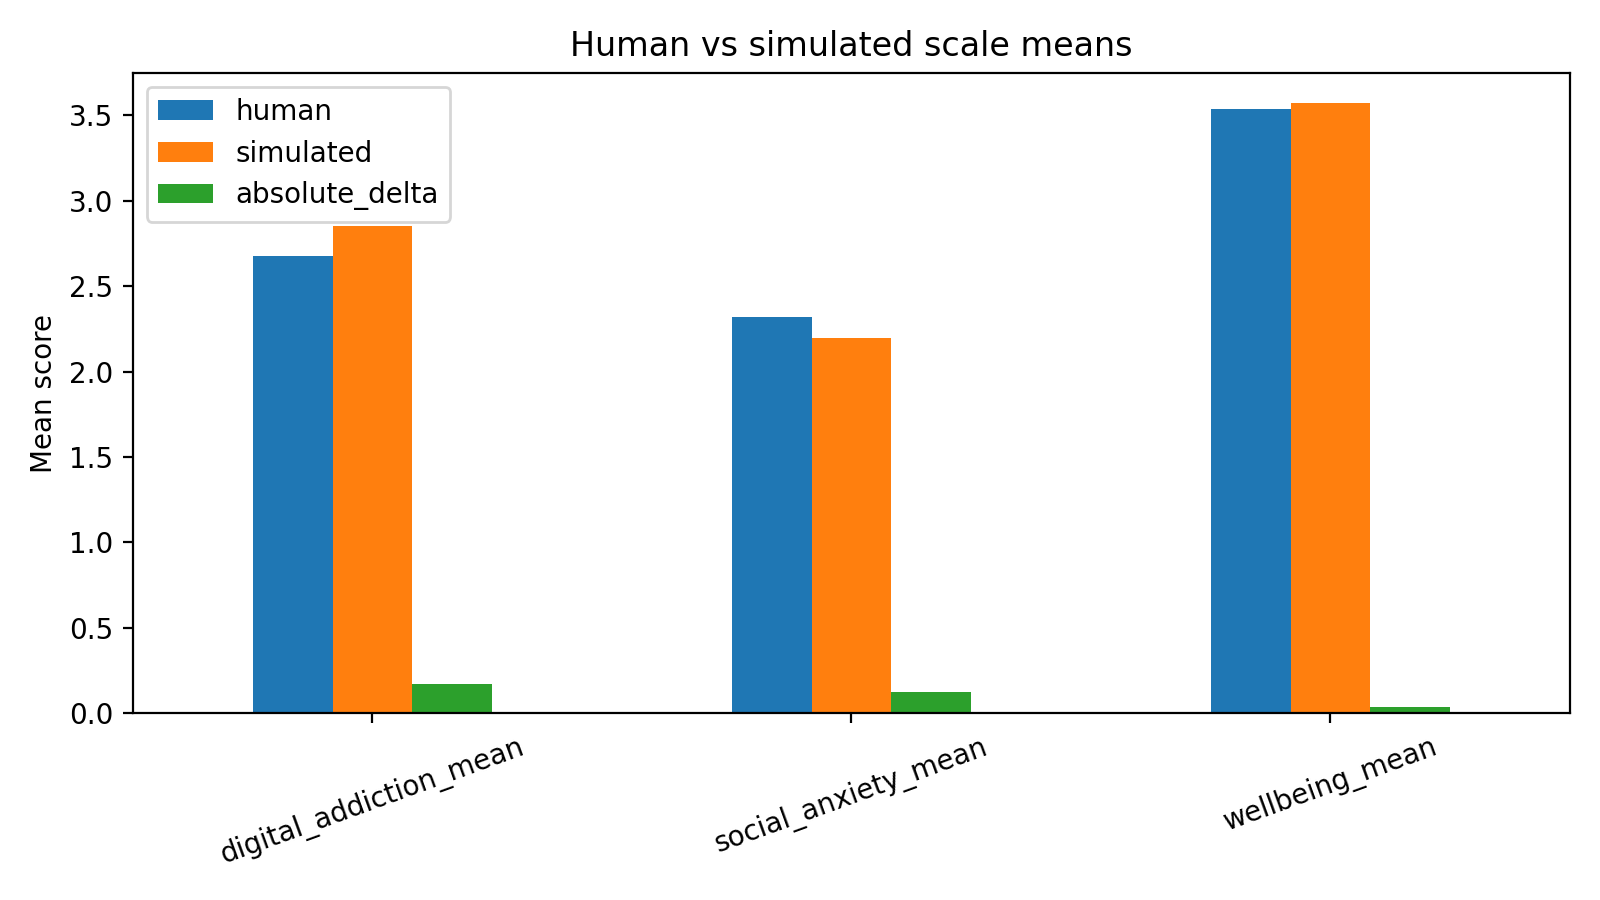 Human vs simulated scale means
human
simulated
absolute_delta
Mean score
3.5
3.0
2.5
2.0
1.5
1.0
0.5
0.0
digital_addiction_mean
social_anxiety_mean
wellbeing_mean